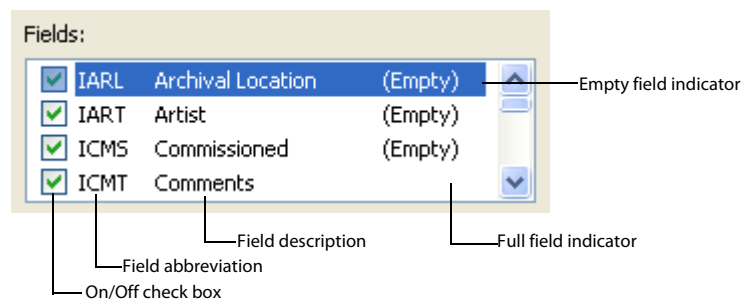 Fields:
IARL Archival Location (Empty)
Empty field indicator
IART Artist (Empty)
ICMS Commissioned (Empty)
ICMT Comments
Field description
Full field indicator
Field abbreviation
On/Off check box